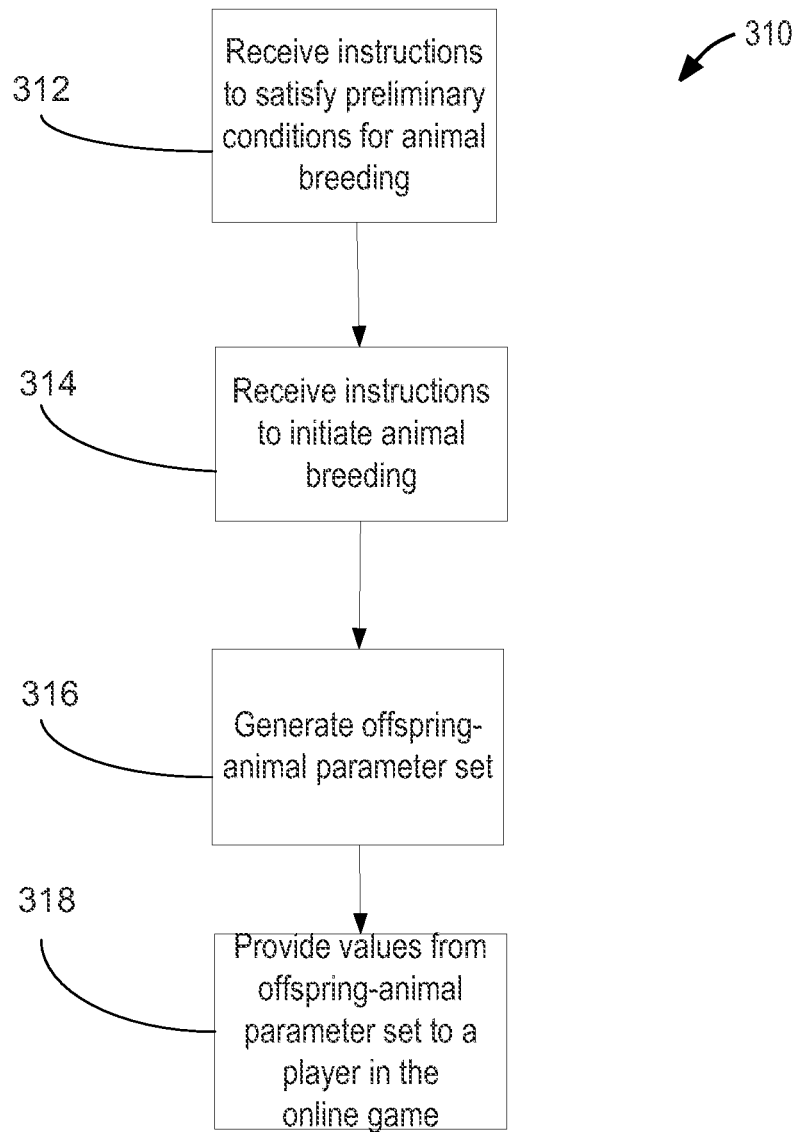 310
312
Receive instructions
to satisfy preliminary
conditions for animal
breeding
314
Receive instructions
to initiate animal
breeding
316
Generate offspring-
animal parameter set
318
Provide values from
offspring-animal
parameter set to a
player in the
online game